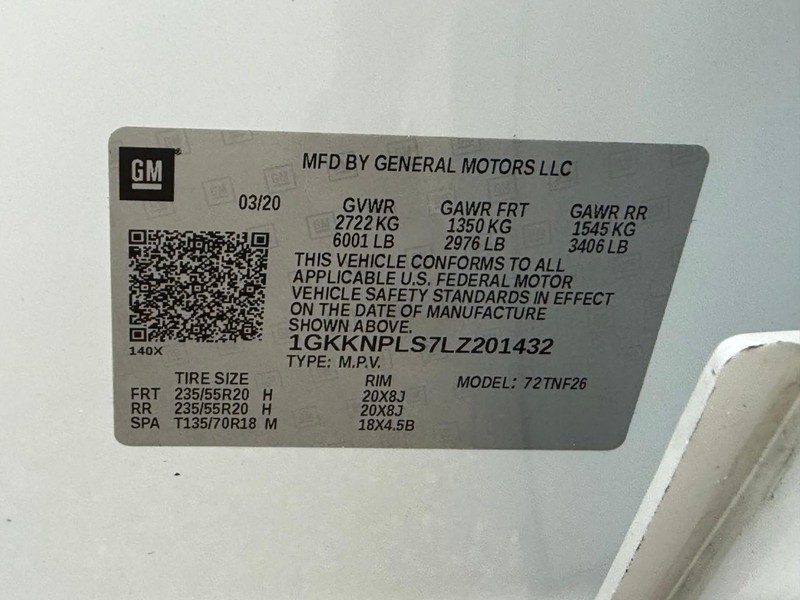 GM
MFD BY GENERAL MOTORS LLC
03/20 GVWR GAWR FRT GAWR RR
2722 KG 1350 KG 1545 KG
6001 LB 2976 LB 3406 LB
THIS VEHICLE CONFORMS TO ALL
APPLICABLE U.S. FEDERAL MOTOR
VEHICLE SAFETY STANDARDS IN EFFECT
ON THE DATE OF MANUFACTURE
SHOWN ABOVE.
140X
1GKKNPLS7LZ201432
TYPE: M.P.V.
TIRE SIZE RIM MODEL: 72TNF26
FRT 235/55R20 H 20X8J
RR 235/55R20 H 20X8J
SPA T135/70R18 M 18X4.5B